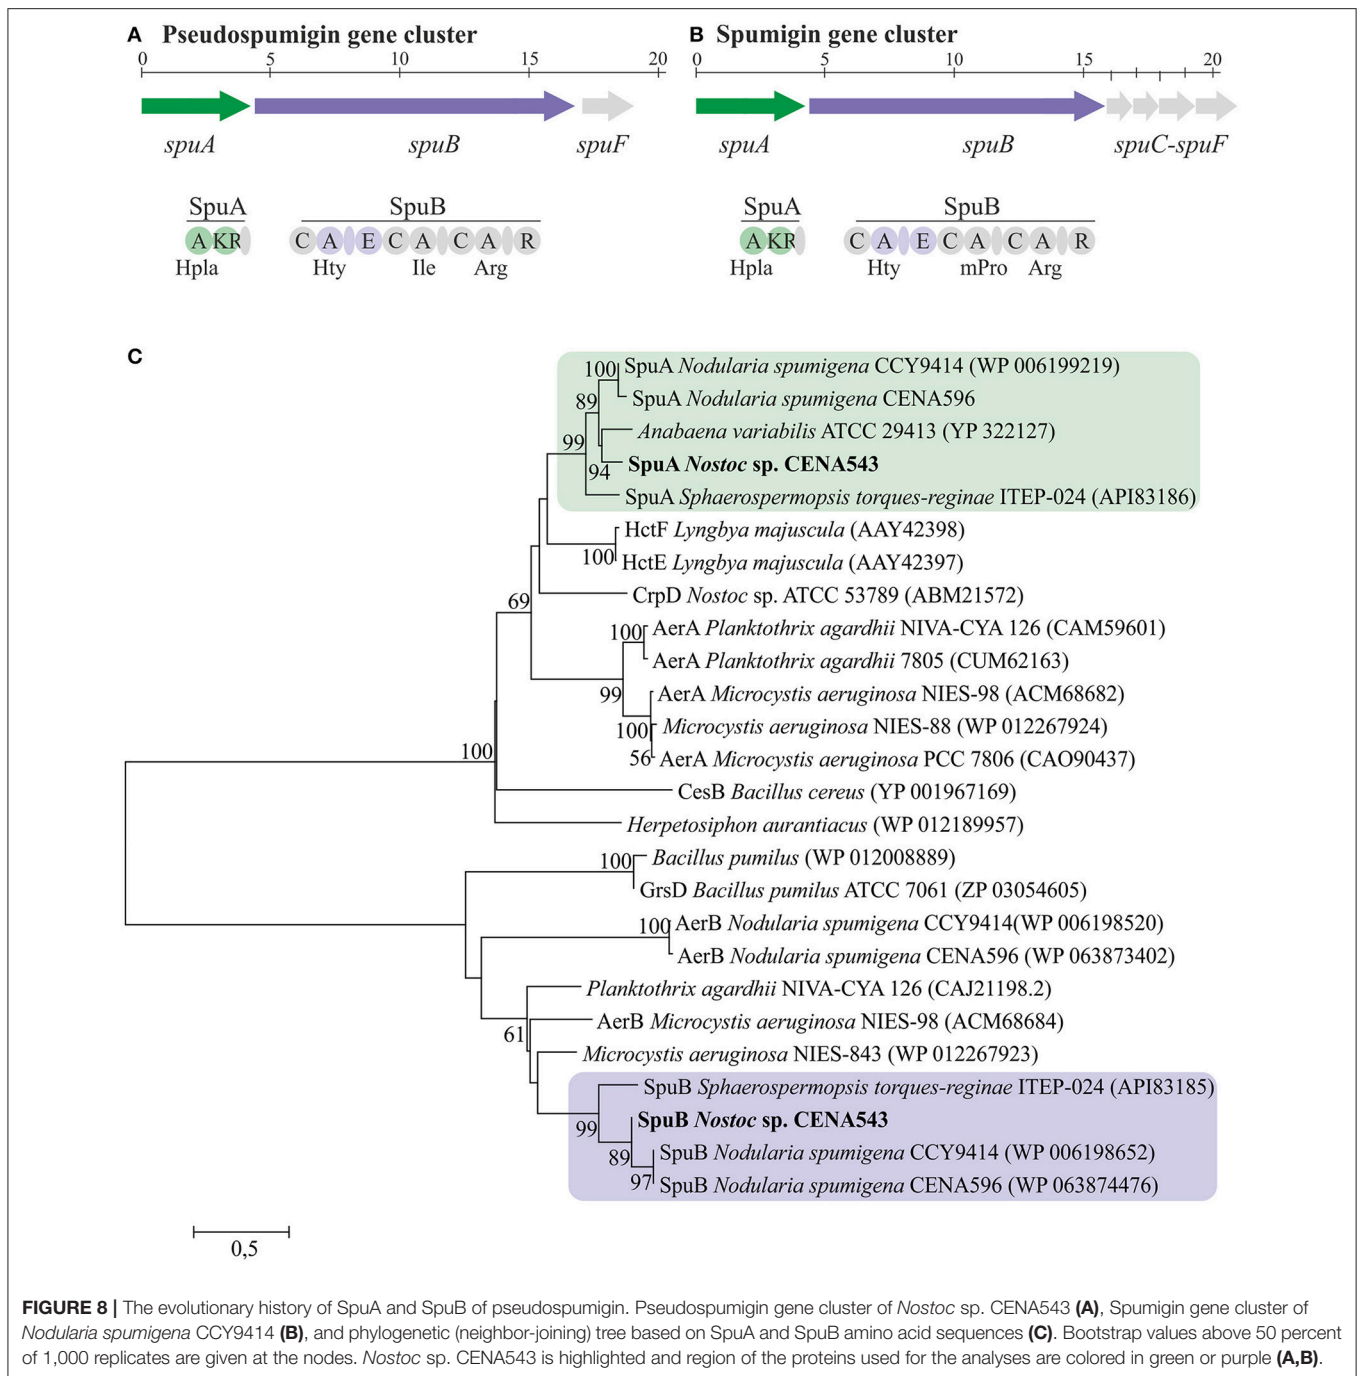 A Pseudospumigin gene cluster
0 5 10 15 20
spuA spuB spuF
SpuA SpuB
A KR C A E C A C A R
Hpla Hty Ile Arg
B Spumigin gene cluster
0 5 10 15 20
spuA spuB spuC-spuF
SpuA SpuB
A KR C A E C A C A R
Hpla Hty mPro Arg
C
100 SpuA Nodularia spumigena CCY9414 (WP 006199219)
SpuA Nodularia spumigena CENA596
89
Anabaena variabilis ATCC 29413 (YP 322127)
99
SpuA Nostoc sp. CENA543
94
SpuA Sphaerospermopsis torques-reginae ITEP-024 (API83186)
HctF Lyngbya majuscula (AAY42398)
100
HctE Lyngbya majuscula (AAY42397)
CrpD Nostoc sp. ATCC 53789 (ABM21572)
69
AerA Planktothrix agardhii NIVA-CYA 126 (CAM59601)
100
AerA Planktothrix agardhii 7805 (CUM62163)
99
AerA Microcystis aeruginosa NIES-98 (ACM68682)
Microcystis aeruginosa NIES-88 (WP 012267924)
100
56 AerA Microcystis aeruginosa PCC 7806 (CAO90437)
100
CesB Bacillus cereus (YP 001967169)
Herpetosiphon aurantiacus (WP 012189957)
100 Bacillus pumilus (WP 012008889)
GrsD Bacillus pumilus ATCC 7061 (ZP 03054605)
100 AerB Nodularia spumigena CCY9414(WP 006198520)
AerB Nodularia spumigena CENA596 (WP 063873402)
Planktothrix agardhii NIVA-CYA 126 (CAJ21198.2)
AerB Microcystis aeruginosa NIES-98 (ACM68684)
61
Microcystis aeruginosa NIES-843 (WP 012267923)
SpuB Sphaerospermopsis torques-reginae ITEP-024 (API83185)
SpuB Nostoc sp. CENA543
99
SpuB Nodularia spumigena CCY9414 (WP 006198652)
89
97 SpuB Nodularia spumigena CENA596 (WP 063874476)
0,5
FIGURE 8 | The evolutionary history of SpuA and SpuB of pseudospumigin. Pseudospumigin gene cluster of Nostoc sp. CENA543 (A), Spumigin gene cluster of
Nodularia spumigena CCY9414 (B), and phylogenetic (neighbor-joining) tree based on SpuA and SpuB amino acid sequences (C). Bootstrap values above 50 percent
of 1,000 replicates are given at the nodes. Nostoc sp. CENA543 is highlighted and region of the proteins used for the analyses are colored in green or purple (A,B).